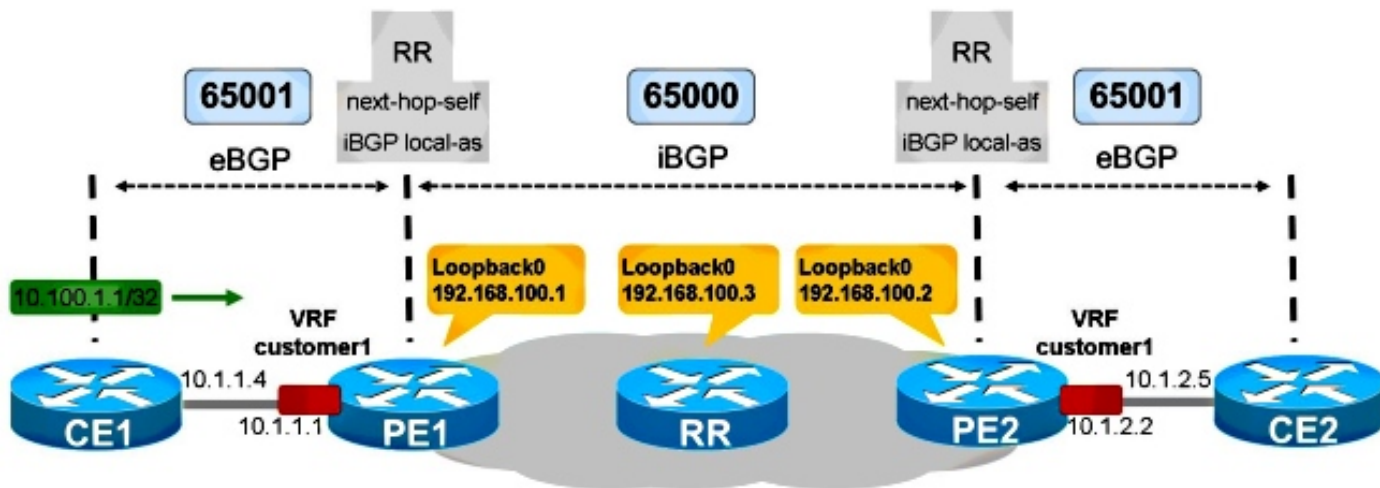 RR
next-hop-self
iBGP local-as
RR
next-hop-self
iBGP local-as
65001
65000
65001
eBGP
iBGP
eBGP
Loopback0
192.168.100.1
Loopback0
192.168.100.3
Loopback0
192.168.100.2
10.100.1.1/32
VRF
customer1
VRF
customer1
10.1.1.4
10.1.1.1
10.1.2.5
10.1.2.2
CE1
PE1
RR
PE2
CE2